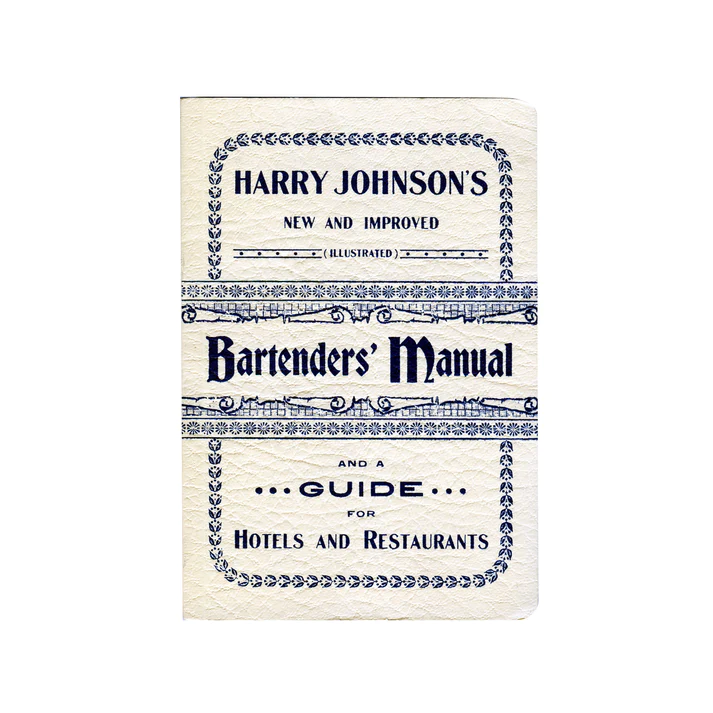 HARRY JOHNSON'S
NEW AND IMPROVED
(ILLUSTRATED)
Bartenders' Manual
AND A
...GUIDE...
FOR
HOTELS AND RESTAURANTS